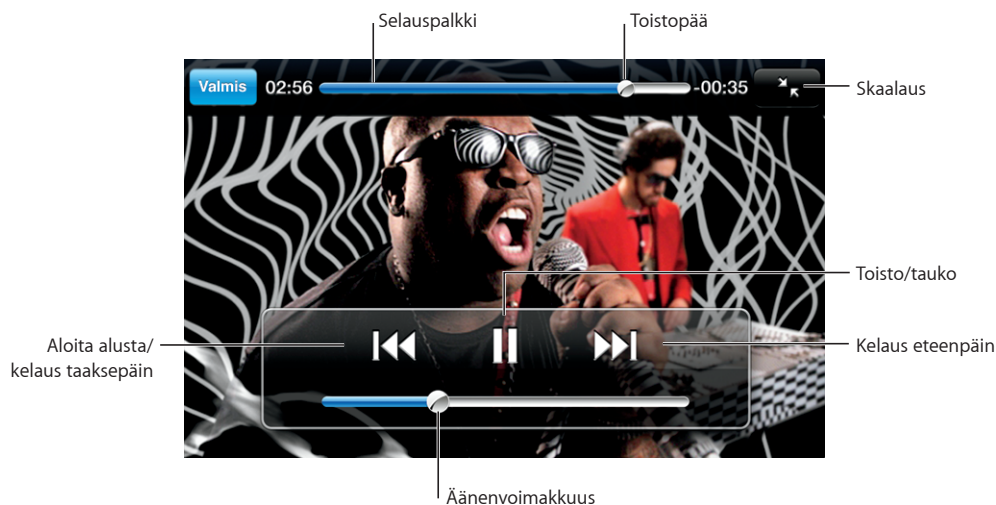 Selauspalkki
Toistopää
Valmis
02:56
-00:35
Skaalaus
Toisto/tauko
Aloita alusta/
kelaus taaksepäin
Kelaus eteenpäin
Äänenvoimakkuus